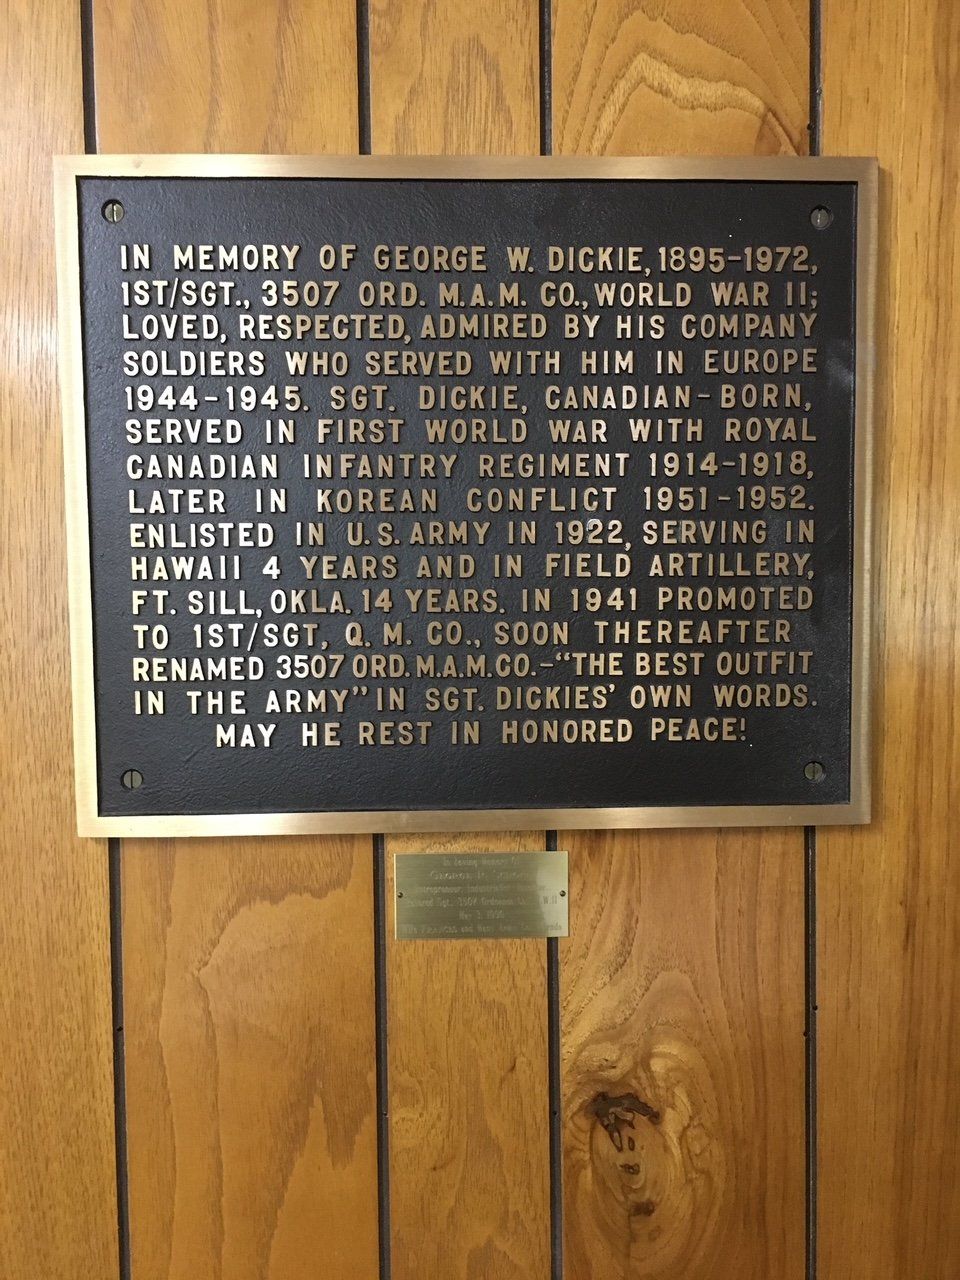 IN MEMORY OF GEORGE W. DICKIE, 1895-1972,
1ST/SGT., 3507 ORD. M.A.M. CO., WORLD WAR II;
LOVED, RESPECTED, ADMIRED BY HIS COMPANY
SOLDIERS WHO SERVED WITH HIM IN EUROPE
1944-1945. SGT. DICKIE, CANADIAN-BORN,
SERVED IN FIRST WORLD WAR WITH ROYAL
CANADIAN INFANTRY REGIMENT 1914-1918,
LATER IN KOREAN CONFLICT 1951-1952.
ENLISTED IN U.S. ARMY IN 1922, SERVING IN
HAWAII 4 YEARS AND IN FIELD ARTILLERY,
FT. SILL, OKLA. 14 YEARS. IN 1941 PROMOTED
TO 1ST/SGT, Q. M. CO., SOON THEREAFTER
RENAMED 3507 ORD. M.A.M. CO.-"THE BEST OUTFIT
IN THE ARMY" IN SGT. DICKIES' OWN WORDS.
MAY HE REST IN HONORED PEACE!
In Loving Memory Of